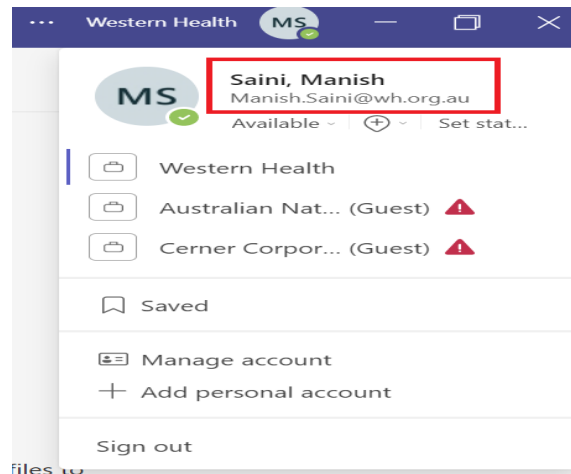 ... Western Health MS
MS
Saini, Manish
Manish.Saini@wh.org.au
Available Set stat...
Western Health
Australian Nat... (Guest)
Cerner Corpor... (Guest)
Saved
Manage account
Add personal account
Sign out
files to